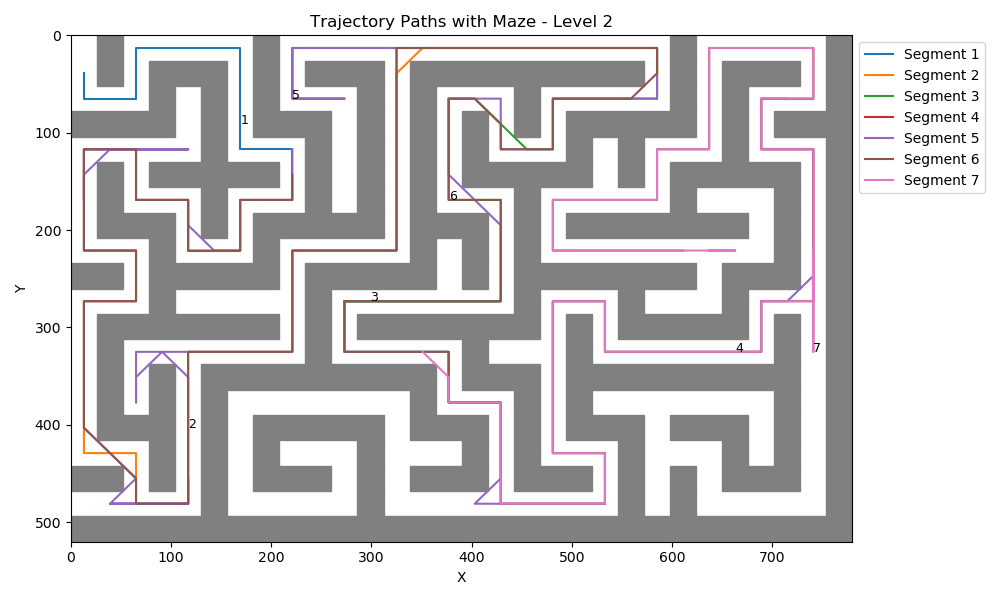 Trajectory Paths with Maze - Level 2
0
100
200
300
400
500
Y
0
100
200
300
400
500
600
700
X
1
2
3
4
5
6
7
Segment 1
Segment 2
Segment 3
Segment 4
Segment 5
Segment 6
Segment 7